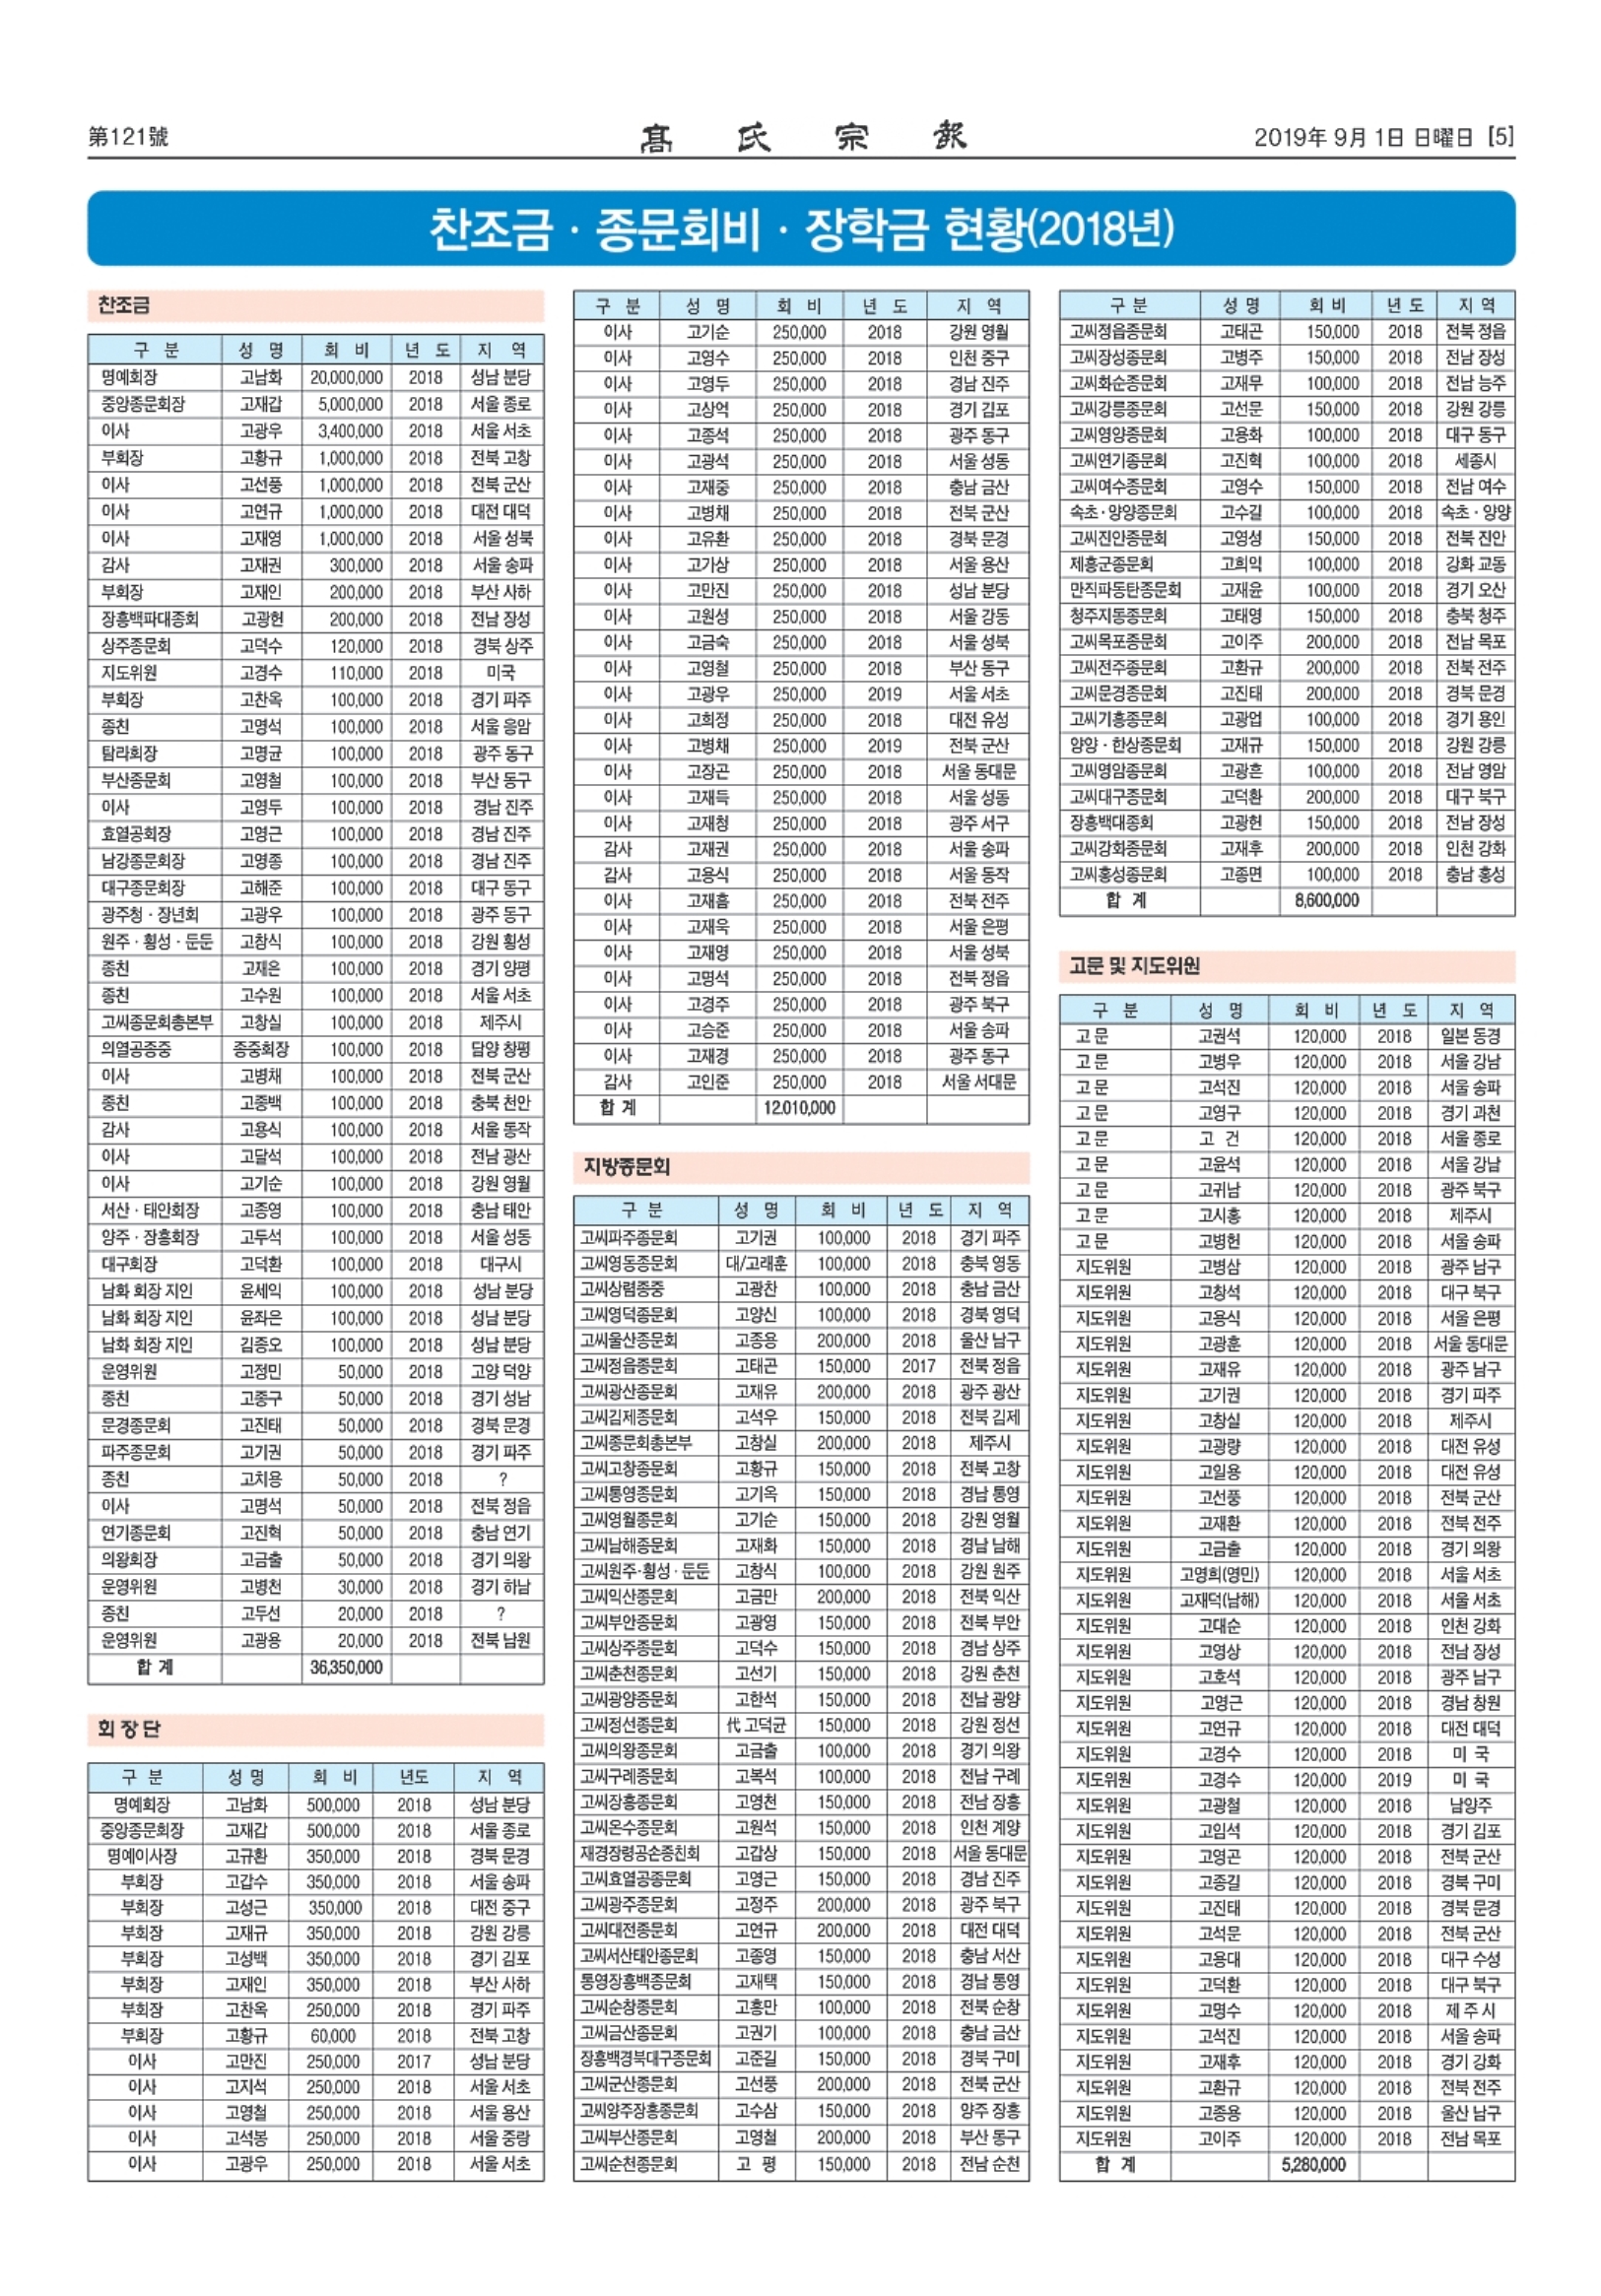 第121號
髙氏宗報
2019年 9月 1日 日曜日 [5]
찬조금 · 종문회비 · 장학금 현황(2018년)
찬조금
구 분 성 명 회 비 년 도 지 역
명예회장 고남화 20,000,000 2018 성남 분당
중앙종문회장 고재갑 5,000,000 2018 서울 종로
이사 고광우 3,400,000 2018 서울 서초
부회장 고황규 1,000,000 2018 전북 고창
이사 고선풍 1,000,000 2018 전북 군산
이사 고연규 1,000,000 2018 대전 대덕
이사 고재영 1,000,000 2018 서울 성북
감사 고재권 300,000 2018 서울 송파
부회장 고재인 200,000 2018 부산 사하
장흥백파대종회 고광현 200,000 2018 전남 장성
상주종문회 고덕수 120,000 2018 경북 상주
지도위원 고경수 110,000 2018 미국
부회장 고찬옥 100,000 2018 경기 파주
종친 고영석 100,000 2018 서울 응암
탐라회장 고명균 100,000 2018 광주 동구
부산종문회 고영철 100,000 2018 부산 동구
이사 고영두 100,000 2018 경남 진주
효열공회장 고영근 100,000 2018 경남 진주
남강종문회장 고영종 100,000 2018 경남 진주
대구종문회장 고해준 100,000 2018 대구 동구
광주청 · 장년회 고광우 100,000 2018 광주 동구
원주 · 횡성 · 둔둔 고창식 100,000 2018 강원 횡성
종친 고재은 100,000 2018 경기 양평
종친 고수원 100,000 2018 서울 서초
고씨종문회총본부 고창실 100,000 2018 제주시
의열공종중 종중회장 100,000 2018 담양 창평
이사 고병채 100,000 2018 전북 군산
종친 고종백 100,000 2018 충북 천안
감사 고용식 100,000 2018 서울 동작
이사 고달석 100,000 2018 전남 광산
이사 고기순 100,000 2018 강원 영월
서산 · 태안회장 고종영 100,000 2018 충남 태안
양주 · 장흥회장 고두석 100,000 2018 서울 성동
대구회장 고덕환 100,000 2018 대구시
남화 회장 지인 윤세익 100,000 2018 성남 분당
남화 회장 지인 윤좌은 100,000 2018 성남 분당
남화 회장 지인 김종오 100,000 2018 성남 분당
운영위원 고정민 50,000 2018 고양 덕양
종친 고종구 50,000 2018 경기 성남
문경종문회 고진태 50,000 2018 경북 문경
파주종문회 고기권 50,000 2018 경기 파주
종친 고치용 50,000 2018 ?
이사 고명석 50,000 2018 전북 정읍
연기종문회 고진혁 50,000 2018 충남 연기
의왕회장 고금출 50,000 2018 경기 의왕
운영위원 고병천 30,000 2018 경기 하남
종친 고두선 20,000 2018 ?
운영위원 고광용 20,000 2018 전북 남원
합 계 36,350,000
회 장 단
구 분 성 명 회 비 년도 지 역
명예회장 고남화 500,000 2018 성남 분당
중앙종문회장 고재갑 500,000 2018 서울 종로
명예이사장 고규환 350,000 2018 경북 문경
부회장 고갑수 350,000 2018 서울 송파
부회장 고성근 350,000 2018 대전 중구
부회장 고재규 350,000 2018 강원 강릉
부회장 고성백 350,000 2018 경기 김포
부회장 고재인 350,000 2018 부산 사하
부회장 고찬옥 250,000 2018 경기 파주
부회장 고황규 60,000 2018 전북 고창
이사 고만진 250,000 2017 성남 분당
이사 고지석 250,000 2018 서울 서초
이사 고영철 250,000 2018 서울 용산
이사 고석봉 250,000 2018 서울 중랑
이사 고광우 250,000 2018 서울 서초
구 분 성 명 회 비 년 도 지 역
이사 고기순 250,000 2018 강원 영월
이사 고영수 250,000 2018 인천 중구
이사 고영두 250,000 2018 경남 진주
이사 고상억 250,000 2018 경기 김포
이사 고종석 250,000 2018 광주 동구
이사 고광석 250,000 2018 서울 성동
이사 고재중 250,000 2018 충남 금산
이사 고병채 250,000 2018 전북 군산
이사 고유환 250,000 2018 경북 문경
이사 고가상 250,000 2018 서울 용산
이사 고만진 250,000 2018 성남 분당
이사 고원성 250,000 2018 서울 강동
이사 고금숙 250,000 2018 서울 성북
이사 고영철 250,000 2018 부산 동구
이사 고광우 250,000 2019 서울 서초
이사 고희정 250,000 2018 대전 유성
이사 고병채 250,000 2019 전북 군산
이사 고장곤 250,000 2018 서울 동대문
이사 고재득 250,000 2018 서울 성동
이사 고재청 250,000 2018 광주 서구
감사 고재권 250,000 2018 서울 송파
감사 고용식 250,000 2018 서울 동작
이사 고재흠 250,000 2018 전북 전주
이사 고재욱 250,000 2018 서울 은평
이사 고재영 250,000 2018 서울 성북
이사 고명석 250,000 2018 전북 정읍
이사 고경주 250,000 2018 광주 북구
이사 고승준 250,000 2018 서울 송파
이사 고재경 250,000 2018 광주 동구
감사 고인준 250,000 2018 서울 서대문
합 계 12.010,000
지방종문회
구 분 성 명 회 비 년 도 지 역
고씨파주종문회 고기권 100,000 2018 경기 파주
고씨영동종문회 대/고래훈 100,000 2018 충북 영동
고씨상렴종중 고광찬 100,000 2018 충남 금산
고씨영덕종문회 고양신 100,000 2018 경북 영덕
고씨울산종문회 고종용 200,000 2018 울산 남구
고씨정읍종문회 고태곤 150,000 2017 전북 정읍
고씨광산종문회 고재유 200,000 2018 광주 광산
고씨김제종문회 고석우 150,000 2018 전북 김제
고씨종문회총본부 고창실 200,000 2018 제주시
고씨고창종문회 고황규 150,000 2018 전북 고창
고씨통영종문회 고기옥 150,000 2018 경남 통영
고씨영월종문회 고기순 150,000 2018 강원 영월
고씨남해종문회 고재화 150,000 2018 경남 남해
고씨원주·횡성 · 둔둔 고창식 100,000 2018 강원 원주
고씨익산종문회 고금만 200,000 2018 전북 익산
고씨부안종문회 고광영 150,000 2018 전북 부안
고씨상주종문회 고덕수 150,000 2018 경남 상주
고씨춘천종문회 고선기 150,000 2018 강원 춘천
고씨광양종문회 고한석 150,000 2018 전남 광양
고씨정선종문회 代 고덕균 150,000 2018 강원 정선
고씨의왕종문회 고금출 100,000 2018 경기 의왕
고씨구례종문회 고복석 100,000 2018 전남 구례
고씨장흥종문회 고영천 150,000 2018 전남 장흥
고씨온수종문회 고원석 150,000 2018 인천 계양
재경장령공손종친회 고갑상 150,000 2018 서울 동대문
고씨효열공종문회 고영근 150,000 2018 경남 진주
고씨광주종문회 고정주 200,000 2018 광주 북구
고씨대전종문회 고연규 200,000 2018 대전 대덕
고씨서산태안종문회 고종영 150,000 2018 충남 서산
통영장흥백종문회 고재택 150,000 2018 경남 통영
고씨순창종문회 고흥만 100,000 2018 전북 순창
고씨금산종문회 고권기 100,000 2018 충남 금산
장흥백경북대구종문회 고준길 150,000 2018 경북 구미
고씨군산종문회 고선풍 200,000 2018 전북 군산
고씨양주장흥종문회 고수삼 150,000 2018 양주 장흥
고씨부산종문회 고영철 200,000 2018 부산 동구
고씨순천종문회 고 평 150,000 2018 전남 순천
구 분 성 명 회 비 년 도 지 역
고씨정읍종문회 고태곤 150,000 2018 전북 정읍
고씨장성종문회 고병주 150,000 2018 전남 장성
고씨화순종문회 고재무 100,000 2018 전남 능주
고씨강릉종문회 고선문 150,000 2018 강원 강릉
고씨영양종문회 고용화 100,000 2018 대구 동구
고씨연기종문회 고진혁 100,000 2018 세종시
고씨여수종문회 고영수 150,000 2018 전남 여수
속초 · 양양종문회 고수길 100,000 2018 속초 · 양양
고씨진안종문회 고영성 150,000 2018 전북 진안
제흥군종문회 고희익 100,000 2018 강화 교동
만직파동탄종문회 고재윤 100,000 2018 경기 오산
청주지동종문회 고태영 150,000 2018 충북 청주
고씨목포종문회 고이주 200,000 2018 전남 목포
고씨전주종문회 고환규 200,000 2018 전북 전주
고씨문경종문회 고진태 200,000 2018 경북 문경
고씨기흥종문회 고광업 100,000 2018 경기 용인
양양 · 한상종문회 고재규 150,000 2018 강원 강릉
고씨영암종문회 고광흔 100,000 2018 전남 영암
고씨대구종문회 고덕환 200,000 2018 대구 북구
장흥백대종회 고광현 150,000 2018 전남 장성
고씨강화종문회 고재후 200,000 2018 인천 강화
고씨홍성종문회 고종면 100,000 2018 충남 홍성
합 계 8,600,000
고문 및 지도위원
구 분 성 명 회 비 년 도 지 역
고 문 고권석 120,000 2018 일본 동경
고 문 고병우 120,000 2018 서울 강남
고 문 고석진 120,000 2018 서울 송파
고 문 고영구 120,000 2018 경기 과천
고 문 고 건 120,000 2018 서울 종로
고 문 고윤석 120,000 2018 서울 강남
고 문 고귀남 120,000 2018 광주 북구
고 문 고시홍 120,000 2018 제주시
고 문 고병헌 120,000 2018 서울 송파
지도위원 고병삼 120,000 2018 광주 남구
지도위원 고창석 120,000 2018 대구 북구
지도위원 고용식 120,000 2018 서울 은평
지도위원 고광훈 120,000 2018 서울 동대문
지도위원 고재유 120,000 2018 광주 남구
지도위원 고기권 120,000 2018 경기 파주
지도위원 고창실 120,000 2018 제주시
지도위원 고광량 120,000 2018 대전 유성
지도위원 고일용 120,000 2018 대전 유성
지도위원 고선풍 120,000 2018 전북 군산
지도위원 고재환 120,000 2018 전북 전주
지도위원 고금출 120,000 2018 경기 의왕
지도위원 고영희(영민) 120,000 2018 서울 서초
지도위원 고재덕(남해) 120,000 2018 서울 서초
지도위원 고대순 120,000 2018 인천 강화
지도위원 고영상 120,000 2018 전남 장성
지도위원 고호석 120,000 2018 광주 남구
지도위원 고영근 120,000 2018 경남 창원
지도위원 고연규 120,000 2018 대전 대덕
지도위원 고경수 120,000 2018 미 국
지도위원 고경수 120,000 2019 미 국
지도위원 고광철 120,000 2018 남양주
지도위원 고임석 120,000 2018 경기 김포
지도위원 고영곤 120,000 2018 전북 군산
지도위원 고종길 120,000 2018 경북 구미
지도위원 고진태 120,000 2018 경북 문경
지도위원 고석문 120,000 2018 전북 군산
지도위원 고용대 120,000 2018 대구 수성
지도위원 고덕환 120,000 2018 대구 북구
지도위원 고명수 120,000 2018 제 주 시
지도위원 고석진 120,000 2018 서울 송파
지도위원 고재후 120,000 2018 경기 강화
지도위원 고환규 120,000 2018 전북 전주
지도위원 고종용 120,000 2018 울산 남구
지도위원 고이주 120,000 2018 전남 목포
합 계 5,280,000